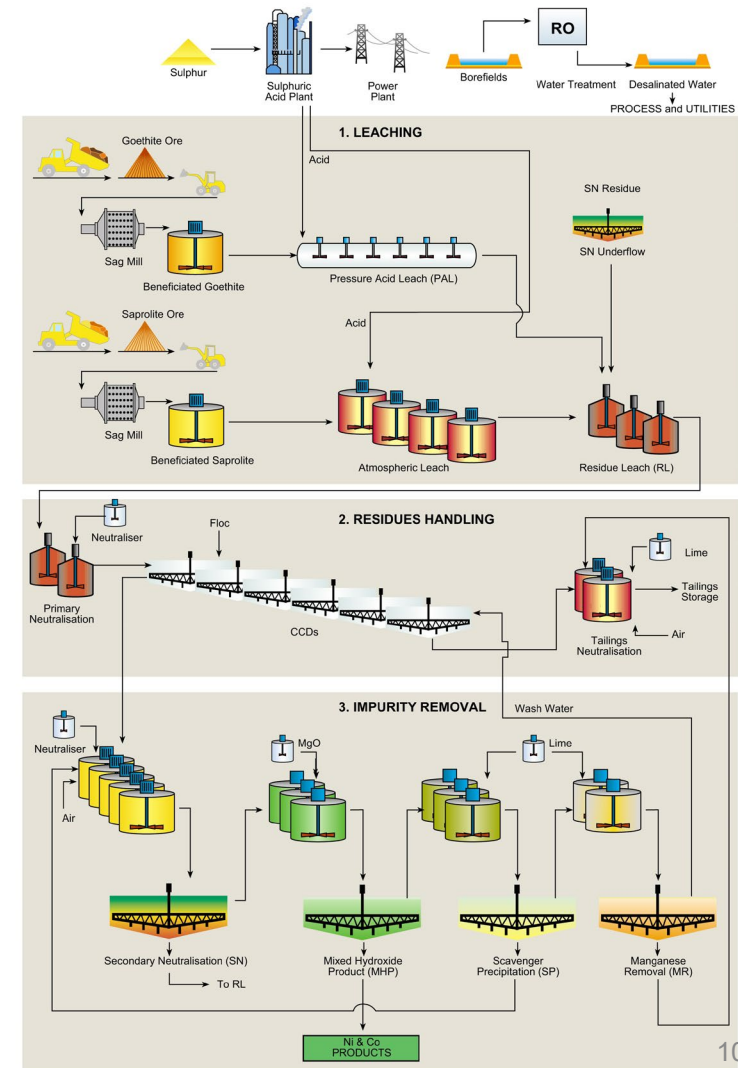 Sulphur
Sulphuric
Acid Plant
Power
Plant
Borefields
RO
Water Treatment
Desalinated Water
PROCESS and UTILITIES
1. LEACHING
Goethite Ore
Acid
SN Residue
SN Underflow
Sag Mill
Beneficiated Goethite
Pressure Acid Leach (PAL)
Saprolite Ore
Acid
Sag Mill
Beneficiated Saprolite
Atmospheric Leach
Residue Leach (RL)
2. RESIDUES HANDLING
Neutraliser
Floc
Lime
Primary
Neutralisation
CCDs
Tailings
Storage
Tailings
Neutralisation
Air
3. IMPURITY REMOVAL
Wash Water
Neutraliser
MgO
Lime
Air
Secondary Neutralisation (SN)
To RL
Mixed Hydroxide
Product (MHP)
Scavenger
Precipitation (SP)
Manganese
Removal (MR)
Ni & Co
PRODUCTS
10